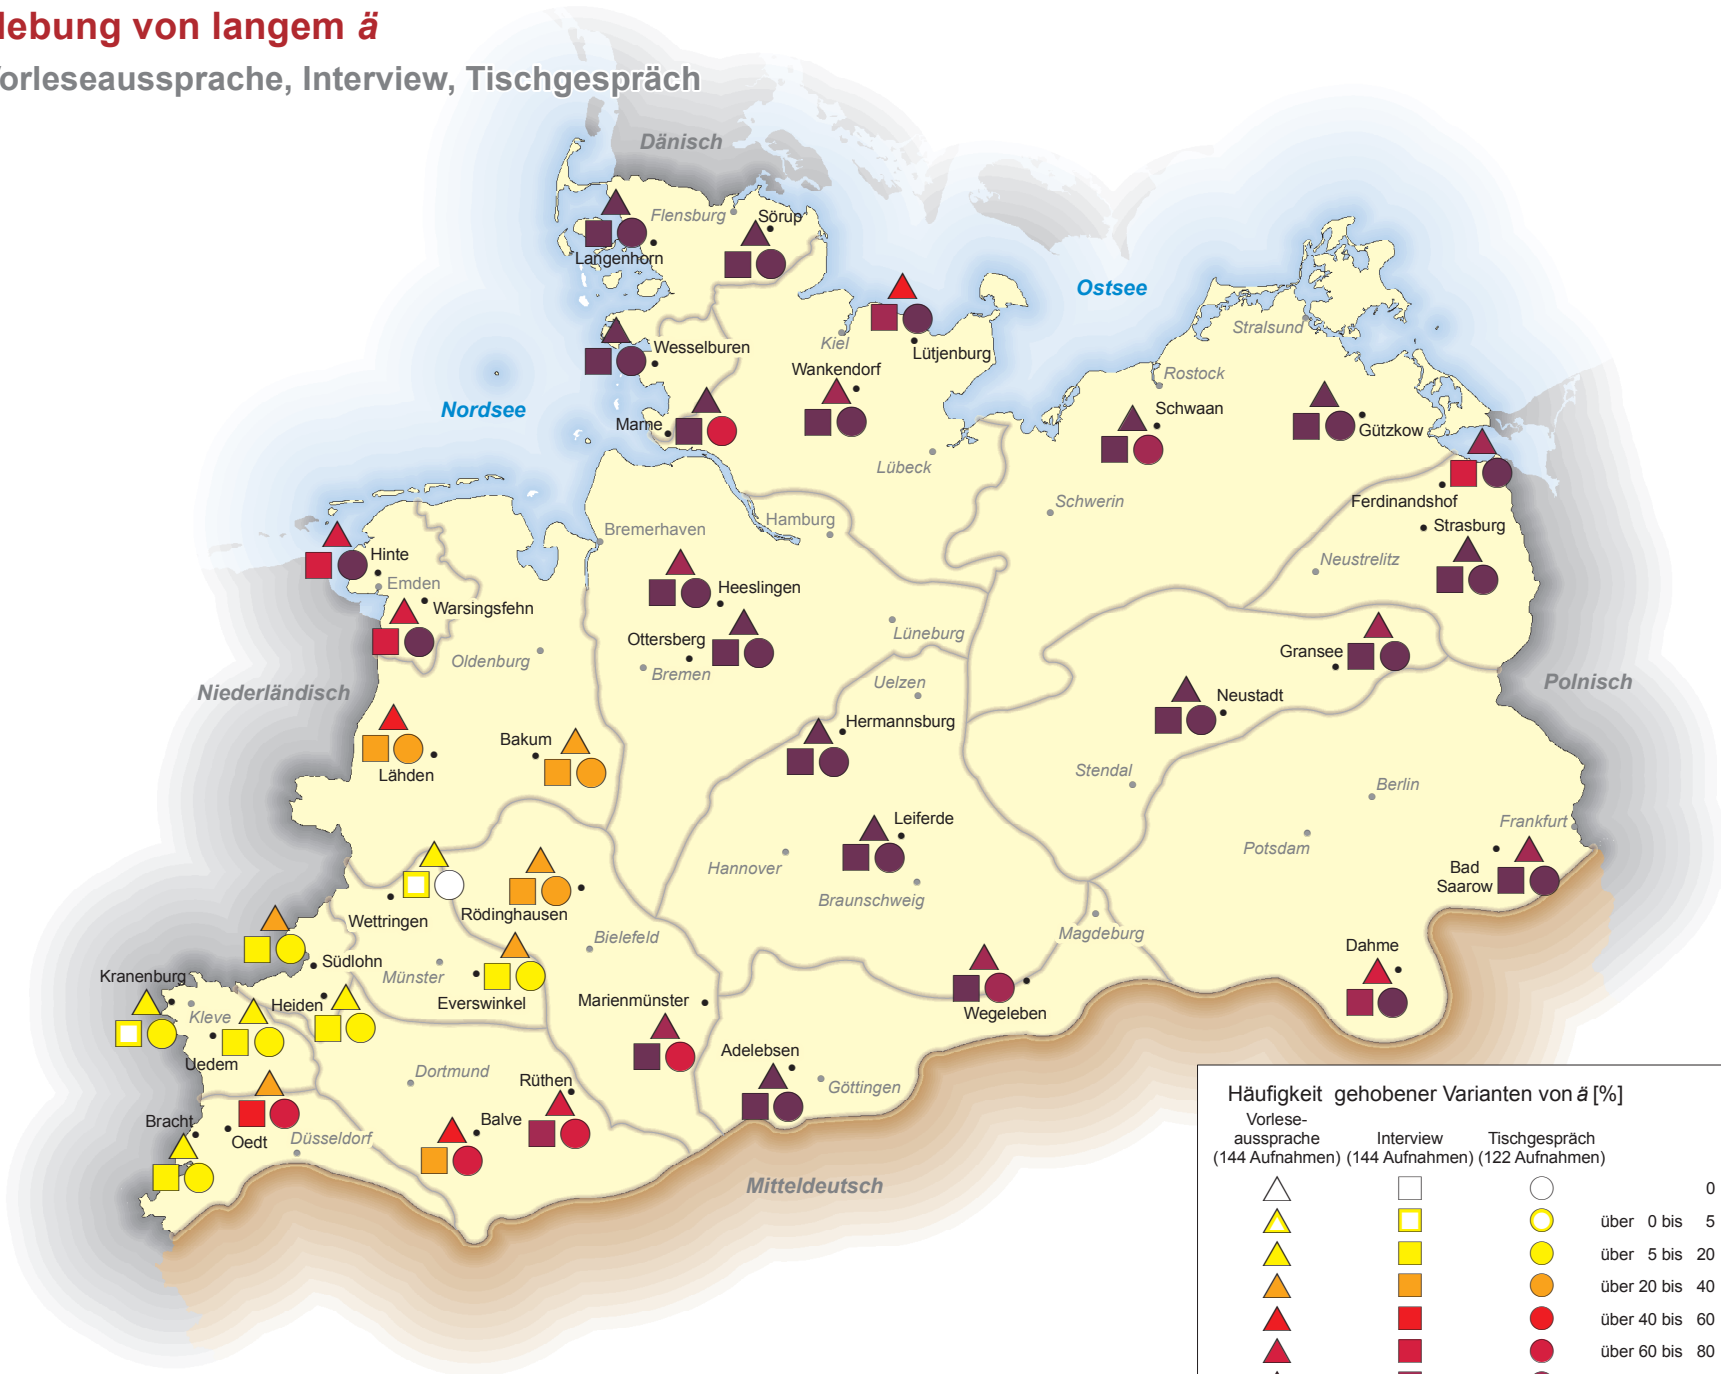 lebung von langem ä
orleseaussprache, Interview, Tischgespräch
Dänisch
Flensburg
Sörup
Langenhorn
Ostsee
Stralsund
Kiel
Lütjenburg
Wesselburen
Wankendorf
Rostock
Nordsee
Schwaan
Marne
Gützkow
Lübeck
Ferdinandshof
Schwerin
Hamburg
Bremerhaven
Strasburg
Hinte
Neustrelitz
Emden
Heeslingen
Warsingsfehn
Ottersberg
Lüneburg
Oldenburg
Bremen
Gransee
Uelzen
Niederländisch
Polnisch
Neustadt
Hermannsburg
Bakum
Lähden
Stendal
Berlin
Leiferde
Frankfurt
Hannover
Potsdam
Bad
Saarow
Braunschweig
Wettringen
Rödinghausen
Bielefeld
Magdeburg
Dahme
Südlohn
Kranenburg
Münster
Heiden
Everswinkel
Marienmünster
Wegeleben
Kleve
Uedem
Adelebsen
Dortmund
Rüthen
Göttingen
Bracht
Oedt
Düsseldorf
Balve
Mitteldeutsch
Häufigkeit gehobener Varianten von ä [%]
Vorlese-
aussprache Interview Tischgespräch
(144 Aufnahmen) (144 Aufnahmen) (122 Aufnahmen)
0
über 0 bis 5
über 5 bis 20
über 20 bis 40
über 40 bis 60
über 60 bis 80